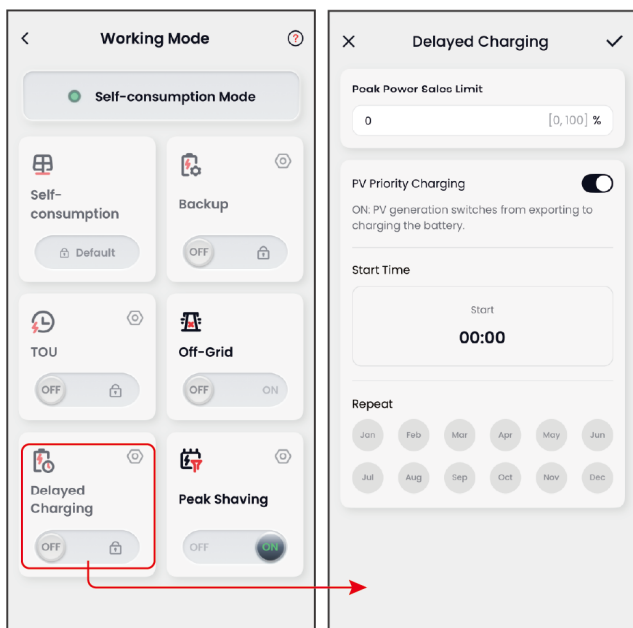 Working Mode
?
Self-consumption Mode
Self-
consumption
Default
Backup
OFF
TOU
OFF
Off-Grid
OFF
ON
Delayed
Charging
OFF
Peak Shaving
OFF
ON
Delayed Charging
Peak Power Sales Limit
0
[0, 100] %
PV Priority Charging
ON: PV generation switches from exporting to
charging the battery.
Start Time
Start
00:00
Repeat
Jan Feb Mar Apr May Jun
Jul Aug Sep Oct Nov Dec